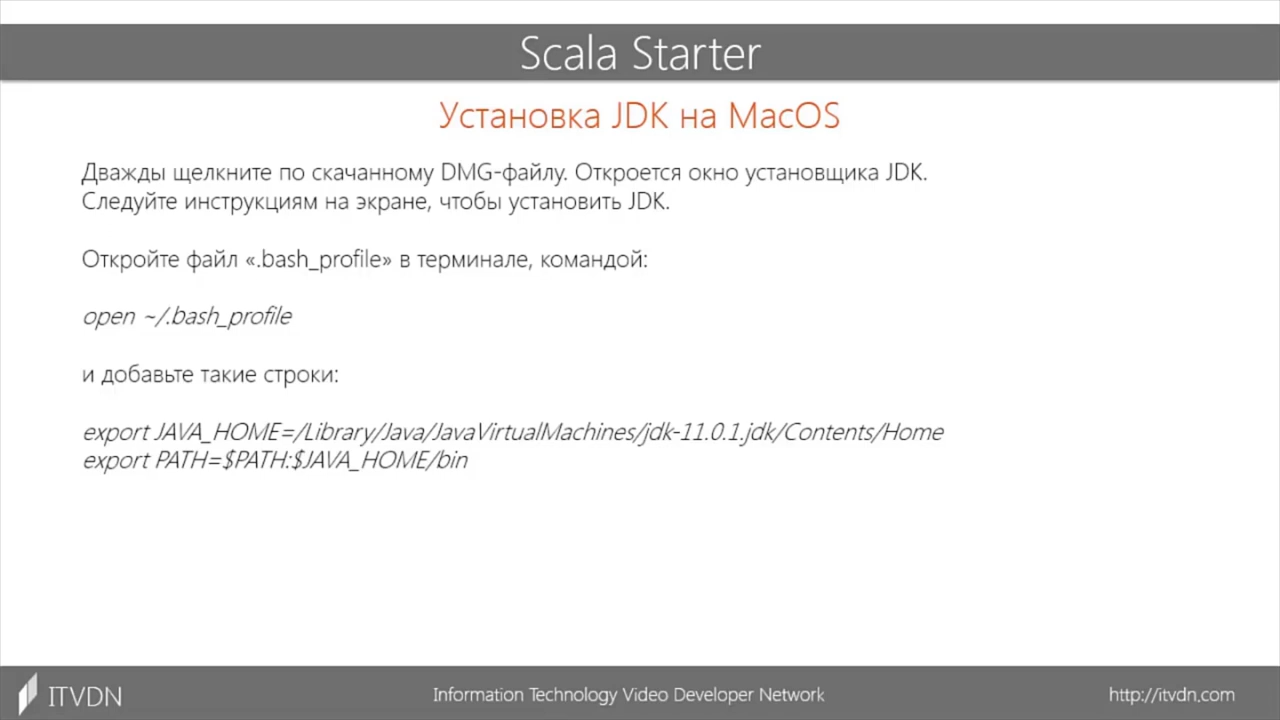 Scala Starter
Установка JDK на MacOS
Дважды щелкните по скачанному DMG-файлу. Откроется окно установщика JDK.
Следуйте инструкциям на экране, чтобы установить JDK.
Откройте файл «.bash_profile» в терминале, командой:
open ~/.bash_profile
и добавьте такие строки:
export JAVA_HOME=/Library/Java/JavaVirtualMachines/jdk-11.0.1.jdk/Contents/Home
export PATH=$PATH:$JAVA_HOME/bin
ITVDN
Information Technology Video Developer Network
http://itvdn.com